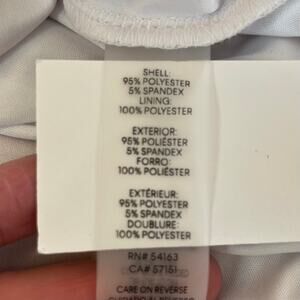 SHELL:
95% POLYESTER
5% SPANDEX
LINING:
100% POLYESTER
EXTERIOR:
95% POLIÉSTER
5% SPANDEX
FORRO:
100% POLIÉSTER
EXTÉRIEUR:
95% POLYESTER
5% SPANDEX
DOUBLURE:
100% POLYESTER
RN# 54163
CA# 57151
CARE ON REVERSE